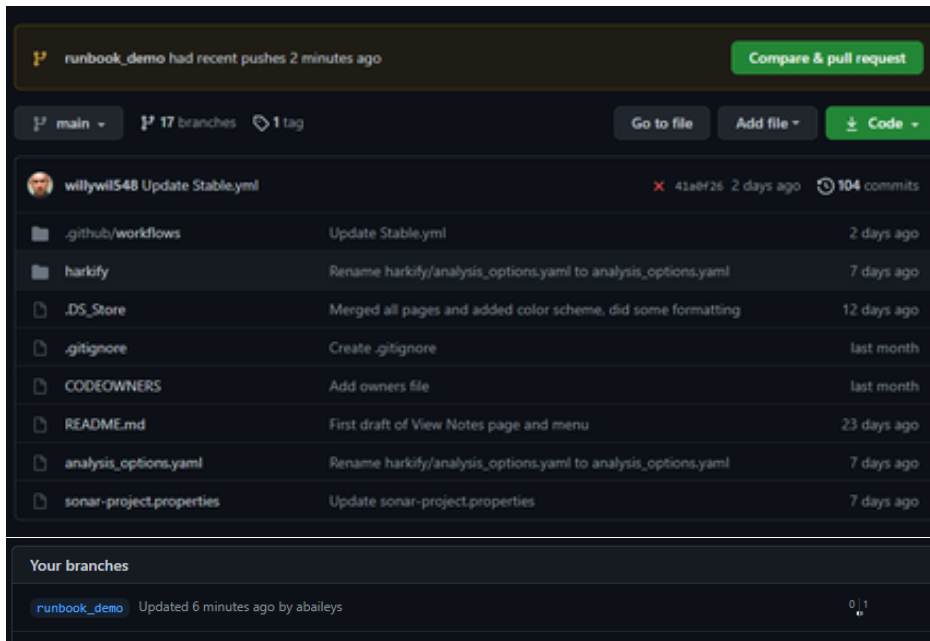 runbook_demo had recent pushes 2 minutes ago Compare & pull request
main 17 branches 1 tag Go to file Add file Code
willywil548 Update Stable.yml 41a0f26 2 days ago 104 commits
.github/workflows Update Stable.yml 2 days ago
harkify Rename harkify/analysis_options.yaml to analysis_options.yaml 7 days ago
.DS_Store Merged all pages and added color scheme, did some formatting 12 days ago
.gitignore Create .gitignore last month
CODEOWNERS Add owners file last month
README.md First draft of View Notes page and menu 23 days ago
analysis_options.yaml Rename harkify/analysis_options.yaml to analysis_options.yaml 7 days ago
sonar-project.properties Update sonar-project.properties 7 days ago
Your branches
runbook_demo Updated 6 minutes ago by abaileys 0 1